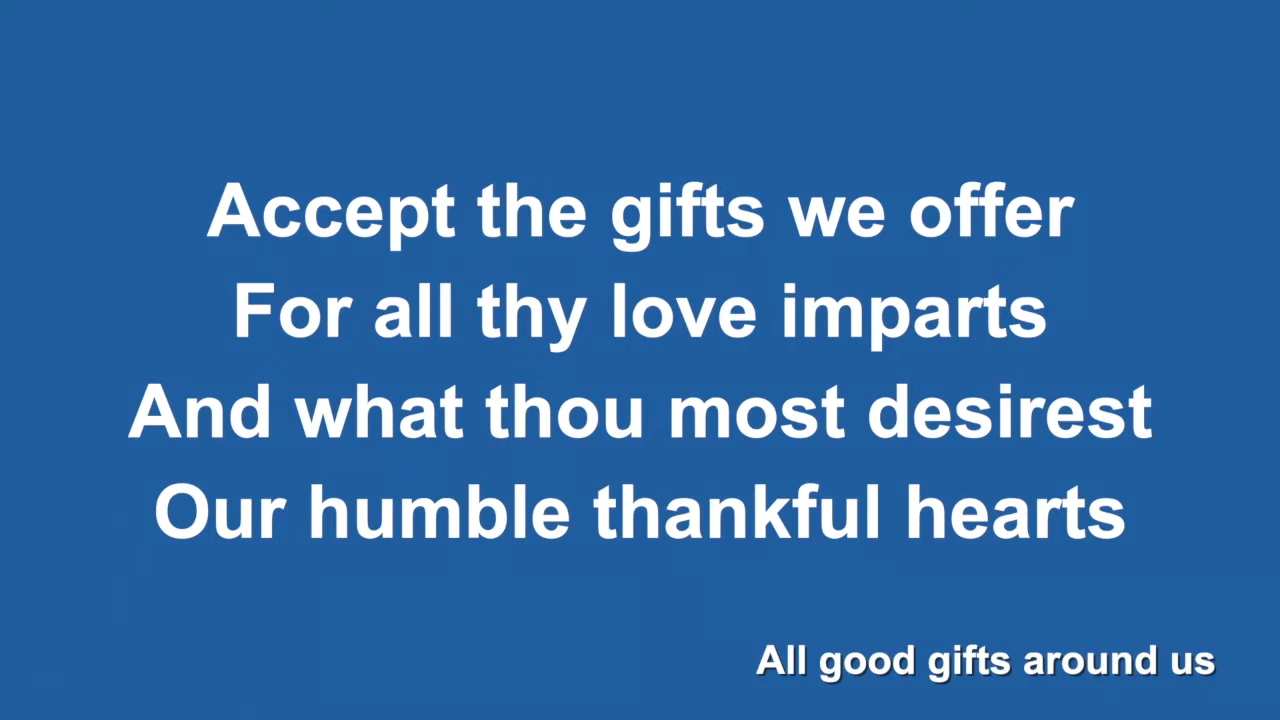 Accept the gifts we offer
For all thy love imparts
And what thou most desirest
Our humble thankful hearts
All good gifts around us